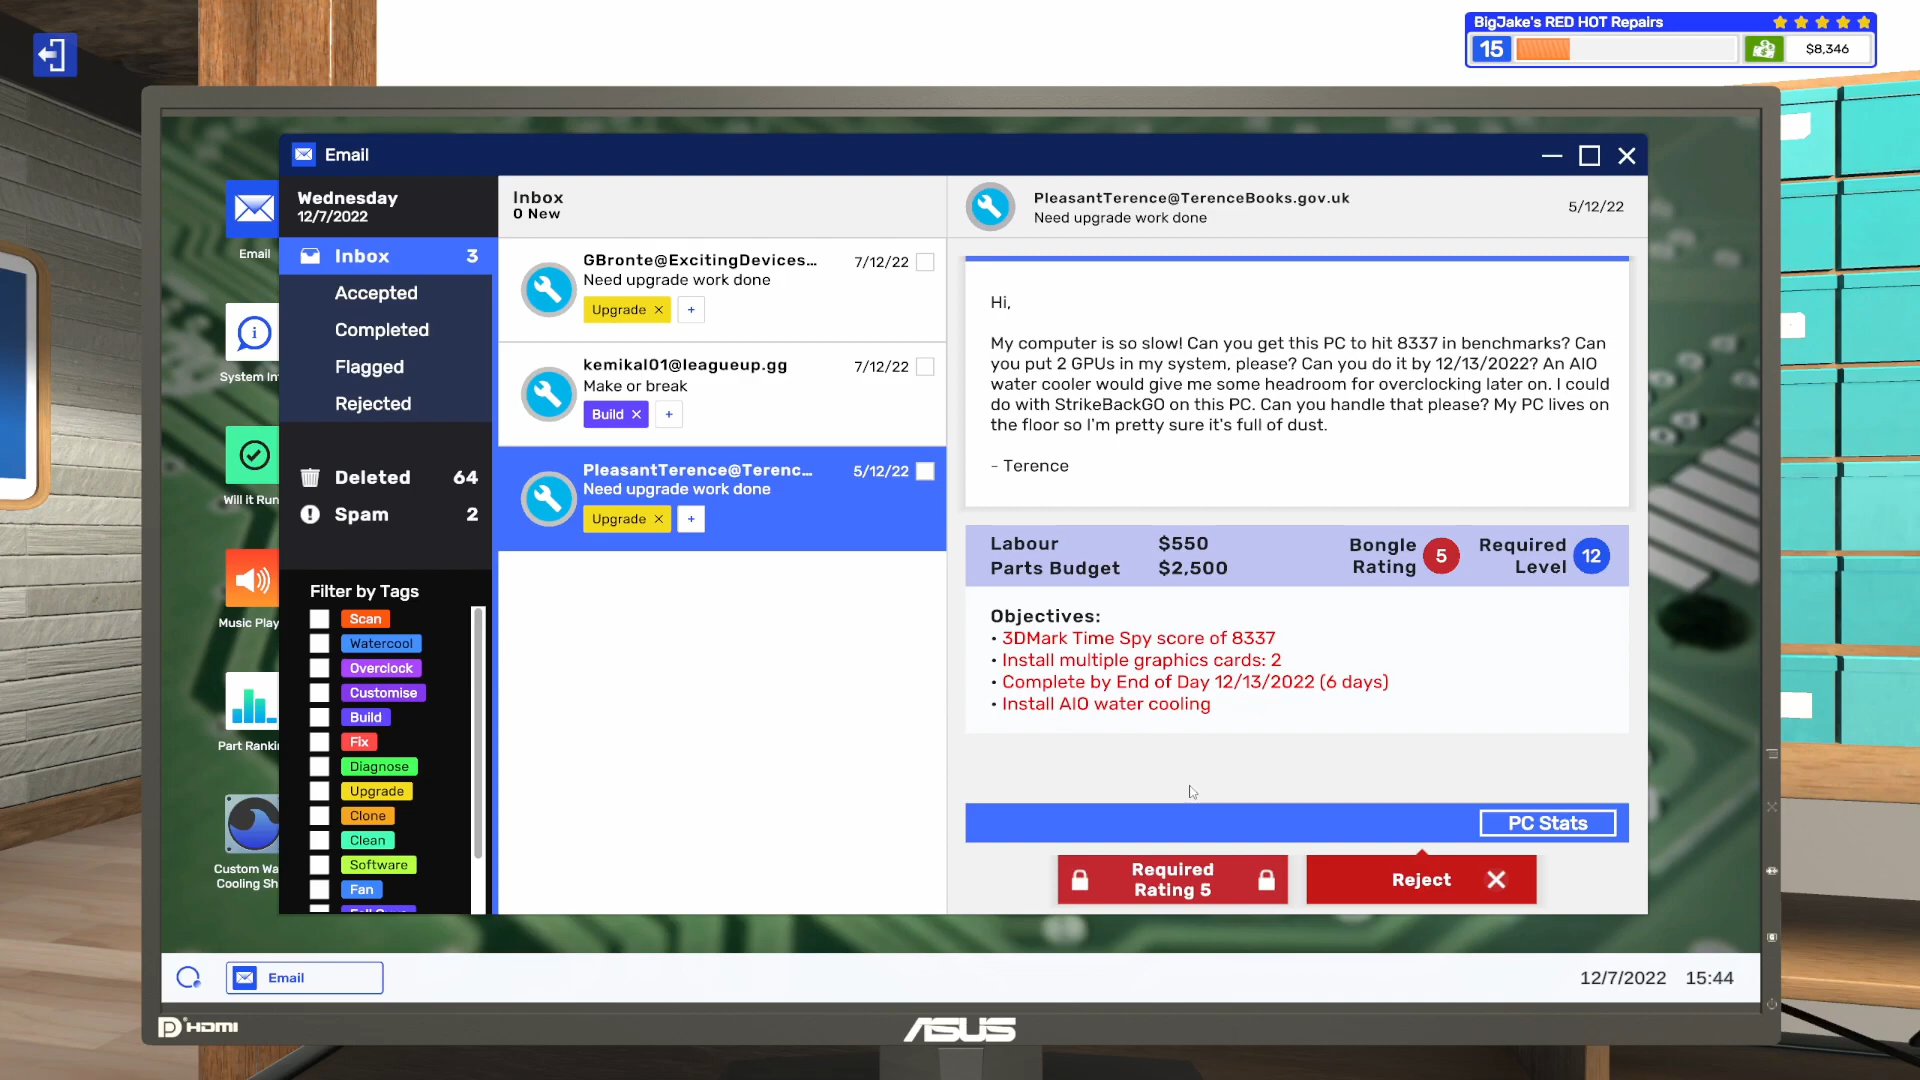 BigJake's RED HOT Repairs
15
$8,346
Email
System In
Will it Run
Music Play
Part Rankin
Custom Wa
Cooling Sh
Email
Wednesday
12/7/2022
Inbox 3
Accepted
Completed
Flagged
Rejected
Deleted 64
Spam 2
Filter by Tags
Scan
Watercool
Overclock
Customise
Build
Fix
Diagnose
Upgrade
Clone
Clean
Software
Fan
Inbox
0 New
GBronte@ExcitingDevices...
7/12/22
Need upgrade work done
Upgrade × +
kemikal01@leagueup.gg
7/12/22
Make or break
Build × +
PleasantTerence@Terenc...
5/12/22
Need upgrade work done
Upgrade × +
PleasantTerence@TerenceBooks.gov.uk
Need upgrade work done
5/12/22
Hi,
My computer is so slow! Can you get this PC to hit 8337 in benchmarks? Can
you put 2 GPUs in my system, please? Can you do it by 12/13/2022? An AIO
water cooler would give me some headroom for overclocking later on. I could
do with StrikeBackGO on this PC. Can you handle that please? My PC lives on
the floor so I'm pretty sure it's full of dust.
- Terence
Labour $550
Parts Budget $2,500
Bongle
Rating 5
Required
Level 12
Objectives:
• 3DMark Time Spy score of 8337
• Install multiple graphics cards: 2
• Complete by End of Day 12/13/2022 (6 days)
• Install AIO water cooling
PC Stats
Required
Rating 5
Reject
Email
12/7/2022 15:44
HDMI
ASUS